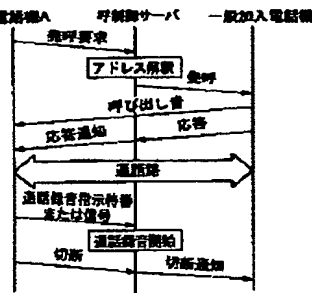 電話機A 呼制御サーバ 一般加入電話機
発呼要求
アドレス解釈
発呼
呼び出し音
応答
応答通知
通話路
通話録音指示特番
または信号
通話録音開始
切断
切断通知